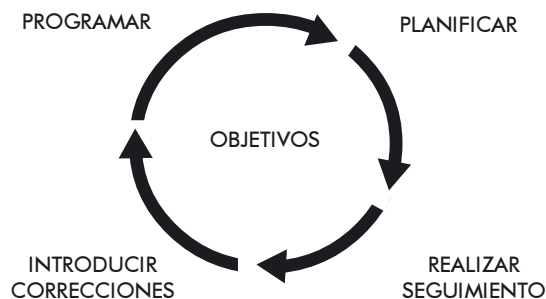 PROGRAMAR
PLANIFICAR
OBJETIVOS
INTRODUCIR
CORRECCIONES
REALIZAR
SEGUIMIENTO